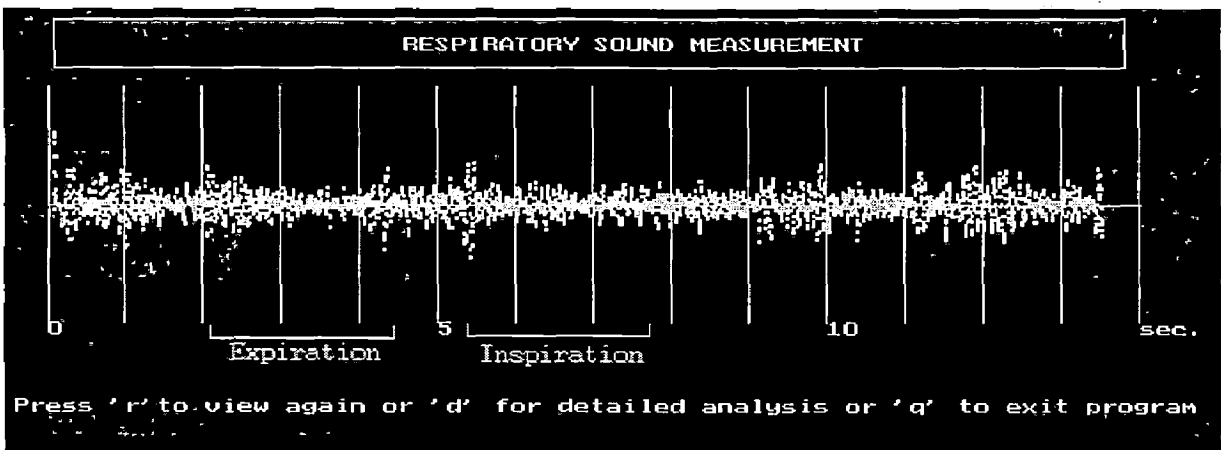 RESPIRATORY SOUND MEASUREMENT
0 5 10 sec.
Expiration Inspiration
Press 'r' to view again or 'd' for detailed analysis or 'q' to exit program